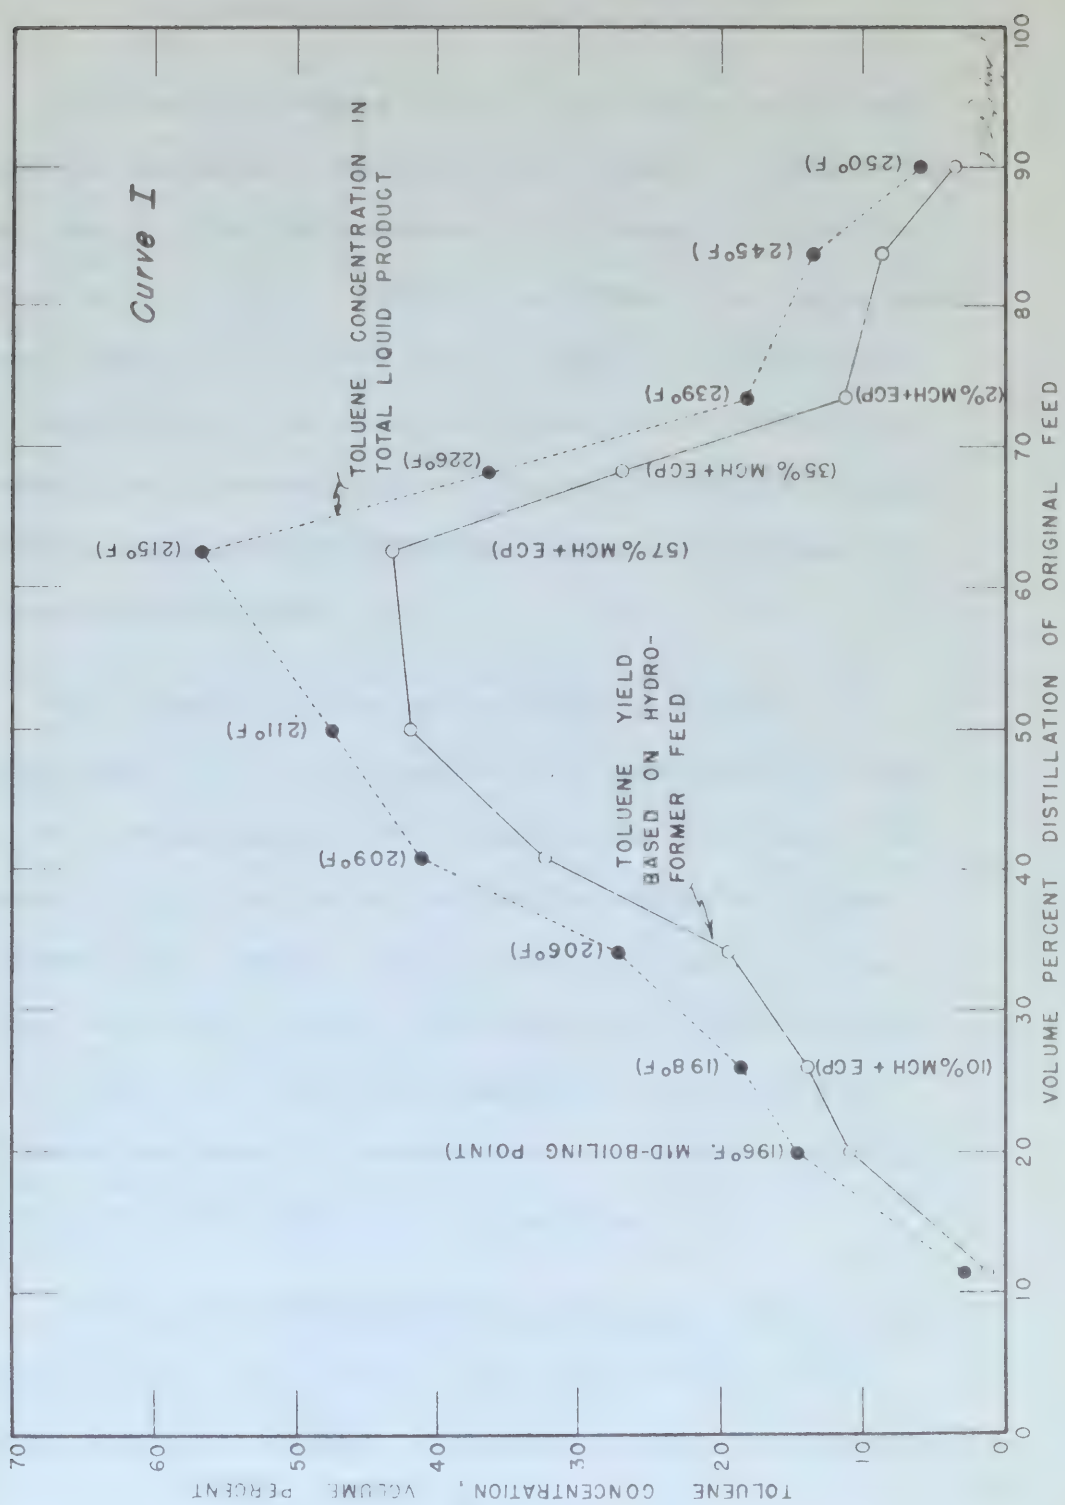 Curve I
TOLUENE CONCENTRATION IN
TOTAL LIQUID PRODUCT
TOLUENE YIELD
BASED ON HYDRO-
FORMER FEED
(196°F. MID-BOILING POINT)
(198°F)
(206°F)
(209°F)
(211°F)
(215°F)
(226°F)
(239°F)
(245°F)
(250°F)
(10% MCH + ECP)
(57% MCH + ECP)
(35% MCH + ECP)
(2% MCH+ECP)
TOLUENE CONCENTRATION, VOLUME PERCENT
70
60
50
40
30
20
10
0
0 10 20 30 40 50 60 70 80 90 100
VOLUME PERCENT DISTILLATION OF ORIGINAL FEED